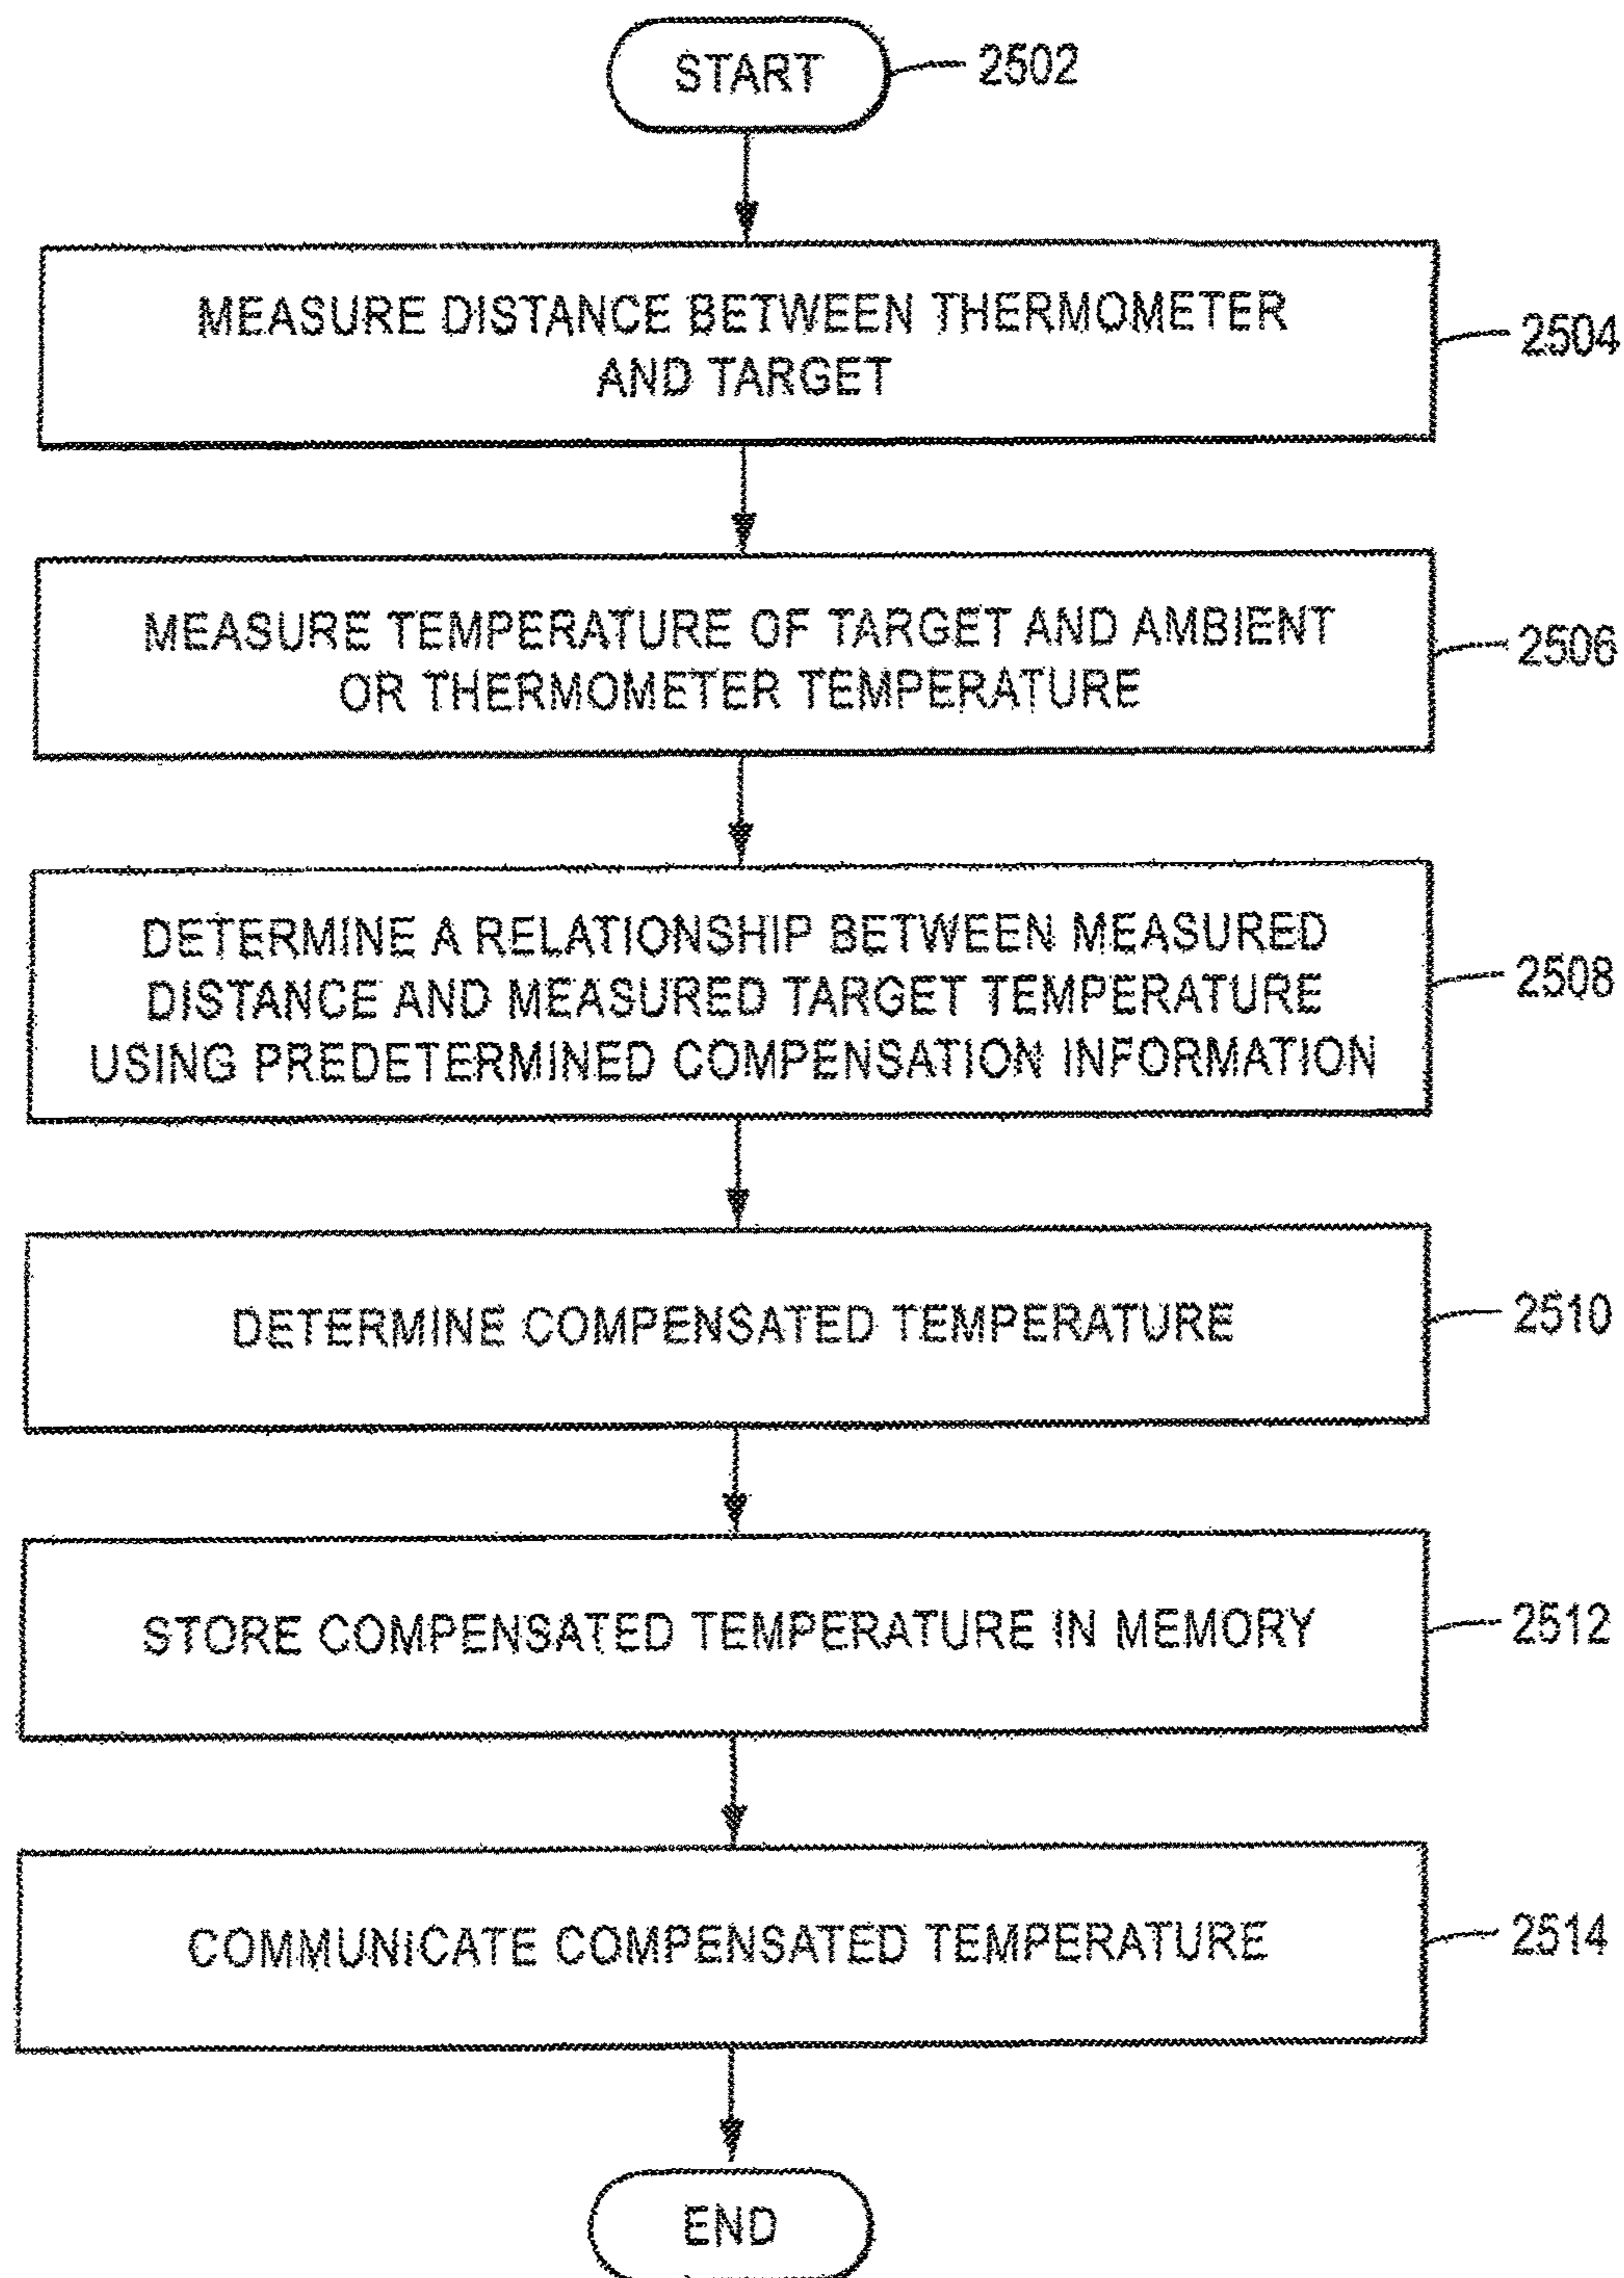 START
2502
MEASURE DISTANCE BETWEEN THERMOMETER
AND TARGET
2504
MEASURE TEMPERATURE OF TARGET AND AMBIENT
OR THERMOMETER TEMPERATURE
2506
DETERMINE A RELATIONSHIP BETWEEN MEASURED
DISTANCE AND MEASURED TARGET TEMPERATURE
USING PREDETERMINED COMPENSATION INFORMATION
2508
DETERMINE COMPENSATED TEMPERATURE
2510
STORE COMPENSATED TEMPERATURE IN MEMORY
2512
COMMUNICATE COMPENSATED TEMPERATURE
2514
END